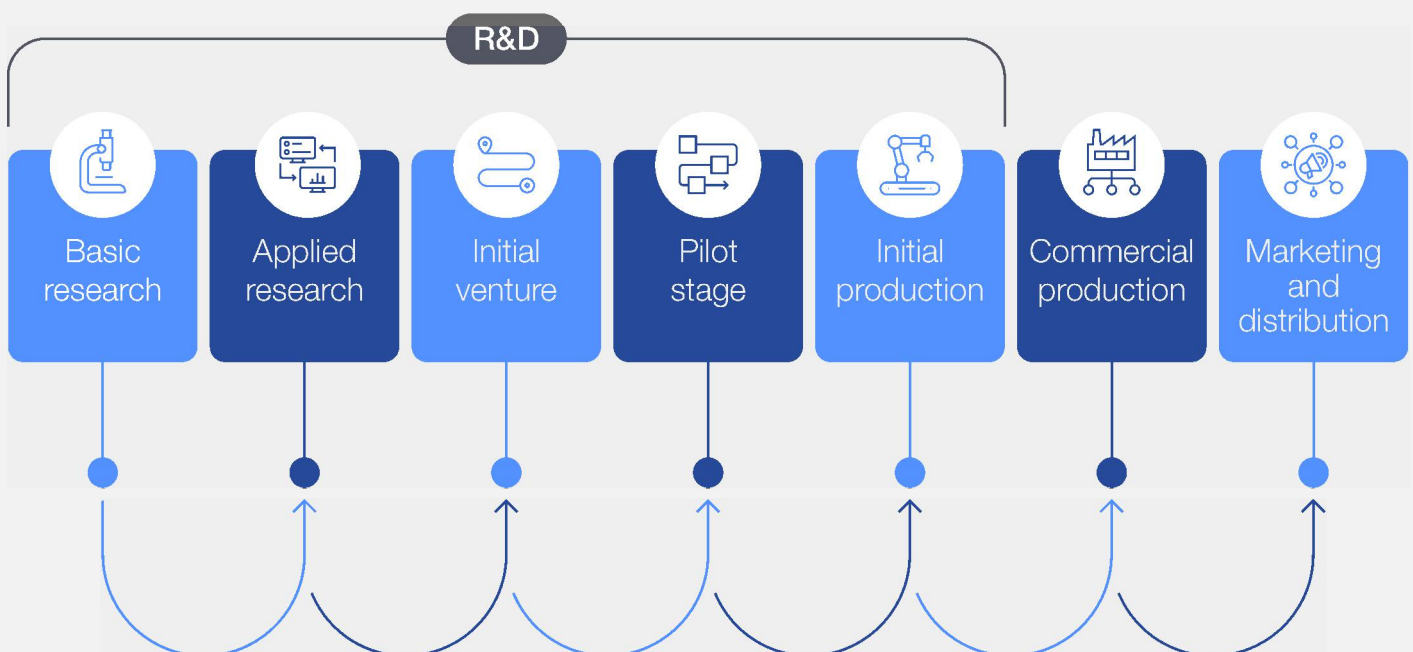 R&D
Basic
research
Applied
research
Initial
venture
Pilot
stage
Initial
production
Commercial
production
Marketing
and
distribution